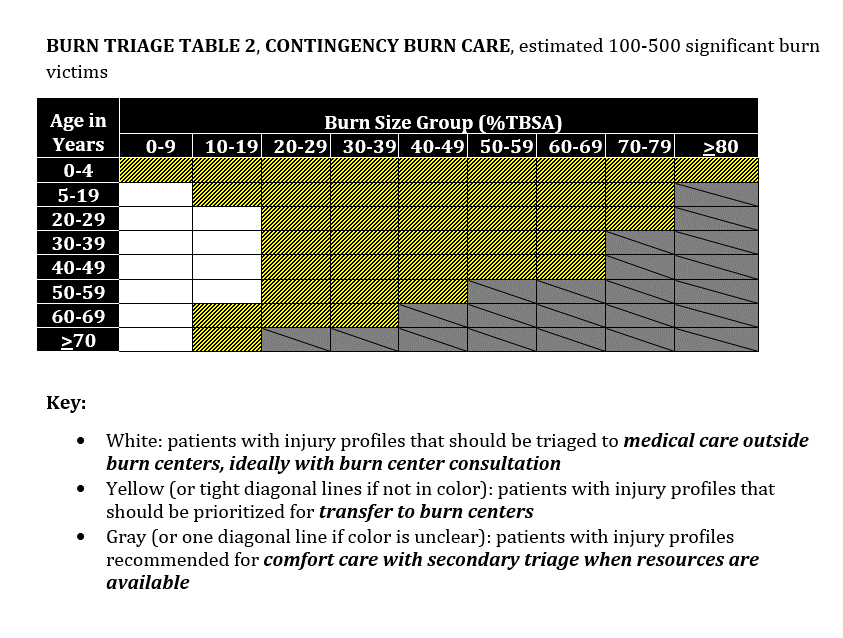 BURN TRIAGE TABLE 2, CONTINGENCY BURN CARE, estimated 100-500 significant burn
victims
Age in
Years
Burn Size Group (%TBSA)
0-9 10-19 20-29 30-39 40-49 50-59 60-69 70-79 ≥80
0-4
5-19
20-29
30-39
40-49
50-59
60-69
≥70
Key:
• White: patients with injury profiles that should be triaged to medical care outside
burn centers, ideally with burn center consultation
• Yellow (or tight diagonal lines if not in color): patients with injury profiles that
should be prioritized for transfer to burn centers
• Gray (or one diagonal line if color is unclear): patients with injury profiles
recommended for comfort care with secondary triage when resources are
available